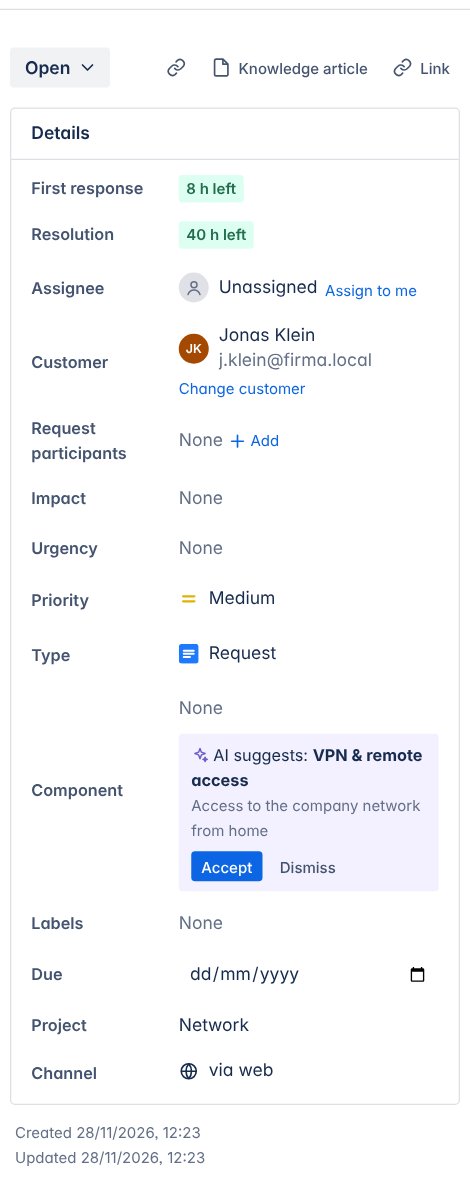 Open
Knowledge article
Link
Details
First response
8 h left
Resolution
40 h left
Assignee
Unassigned Assign to me
Customer
JK
Jonas Klein
j.klein@firma.local
Change customer
Request
participants
None + Add
Impact
None
Urgency
None
Priority
Medium
Type
Request
Component
None
AI suggests: VPN & remote
access
Access to the company network
from home
Accept Dismiss
Labels
None
Due
dd/mm/yyyy
Project
Network
Channel
via web
Created 28/11/2026, 12:23
Updated 28/11/2026, 12:23